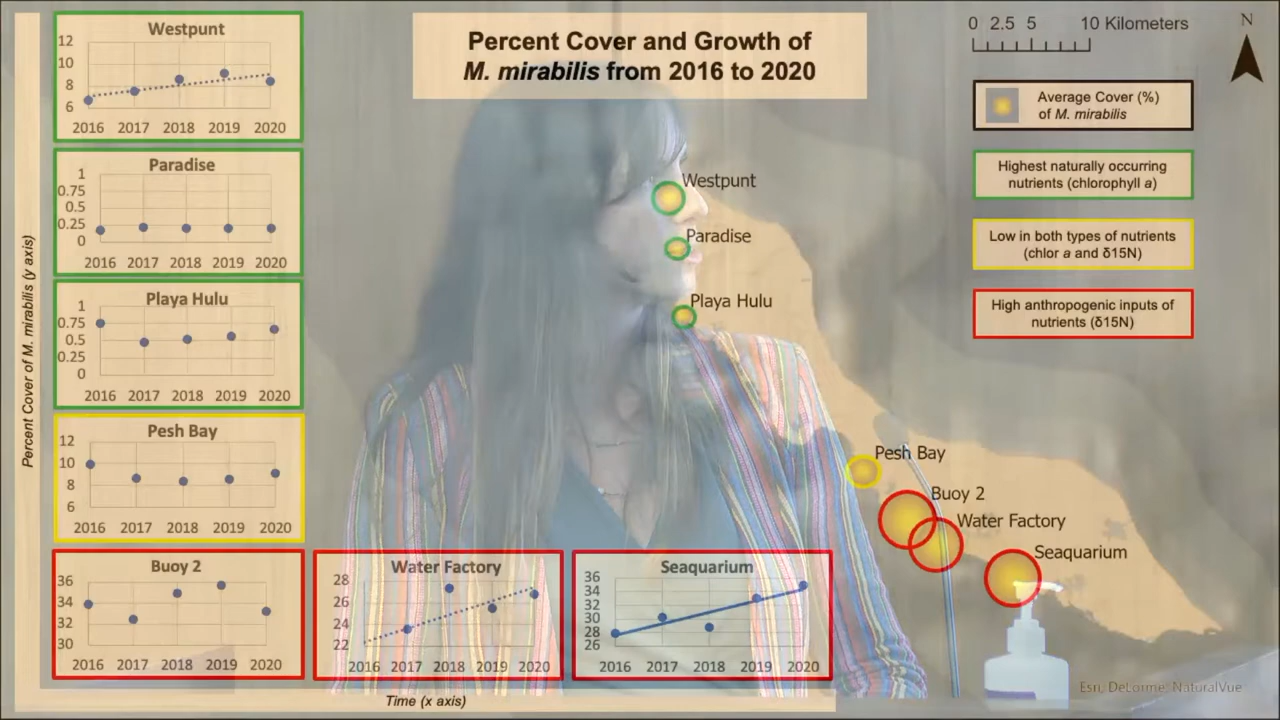 Percent Cover and Growth of
M. mirabilis from 2016 to 2020
0 2.5 5 10 Kilometers
N
Average Cover (%)
of M. mirabilis
Highest naturally occurring
nutrients (chlorophyll a)
Low in both types of nutrients
(chlor a and δ15N)
High anthropogenic inputs of
nutrients (δ15N)
Westpunt
Paradise
Playa Hulu
Pesh Bay
Buoy 2
Water Factory
Seaquarium
Percent Cover of M. mirabilis (y axis)
Westpunt
12
10
8
6
2016 2017 2018 2019 2020
Paradise
1
0.75
0.5
0.25
0
2016 2017 2018 2019 2020
Playa Hulu
1
0.75
0.5
0.25
0
2016 2017 2018 2019 2020
Pesh Bay
12
10
8
6
2016 2017 2018 2019 2020
Buoy 2
36
34
32
30
2016 2017 2018 2019 2020
Water Factory
28
26
24
22
2016 2017 2018 2019 2020
Seaquarium
36
34
32
30
28
26
2016 2017 2018 2019 2020
Time (x axis)
Esri, DeLorme, NaturalVue